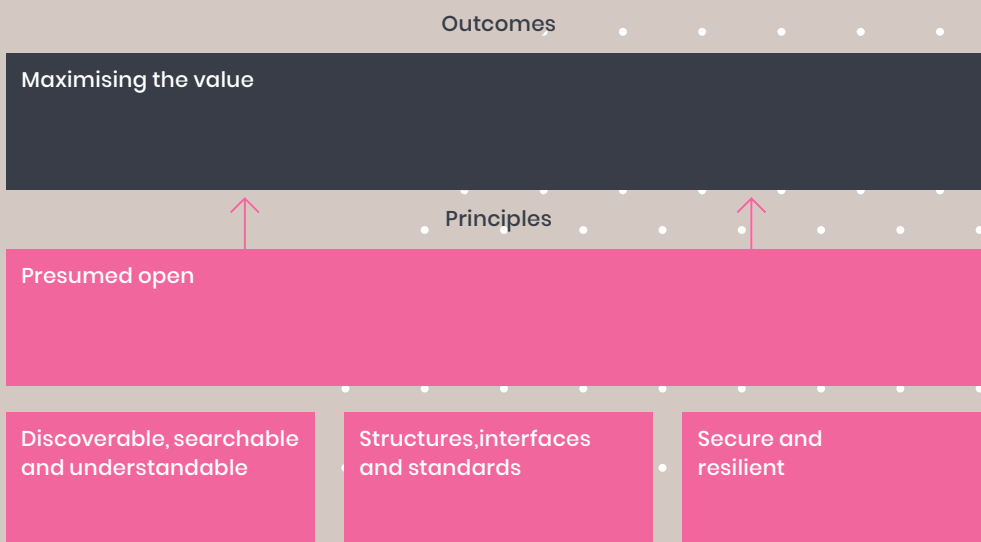 Outcomes
Maximising the value
Principles
Presumed open
Discoverable, searchable
and understandable
Structures,interfaces
and standards
Secure and
resilient